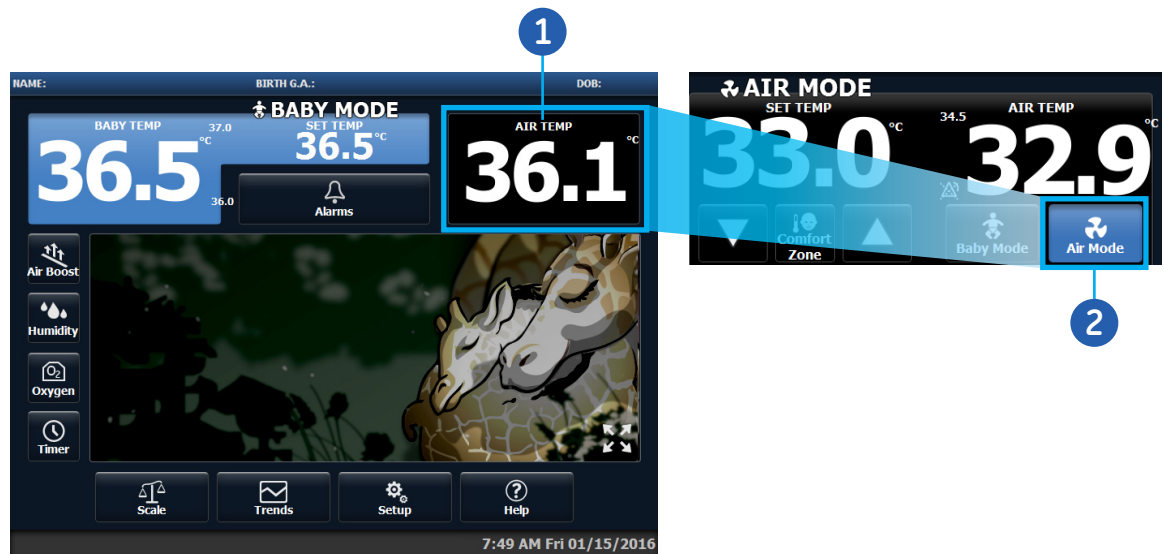 1
NAME:
BIRTH G.A.:
DOB:
BABY MODE
BABY TEMP
37.0
°C
36.5
36.0
SET TEMP
36.5 °C
Alarms
AIR TEMP
°C
36.1
Air Boost
Humidity
O2
Oxygen
Timer
Scale
Trends
Setup
?
Help
7:49 AM Fri 01/15/2016
AIR MODE
SET TEMP
33.0 °C
AIR TEMP
34.5
°C
32.9
Comfort
Zone
Baby Mode
Air Mode
2